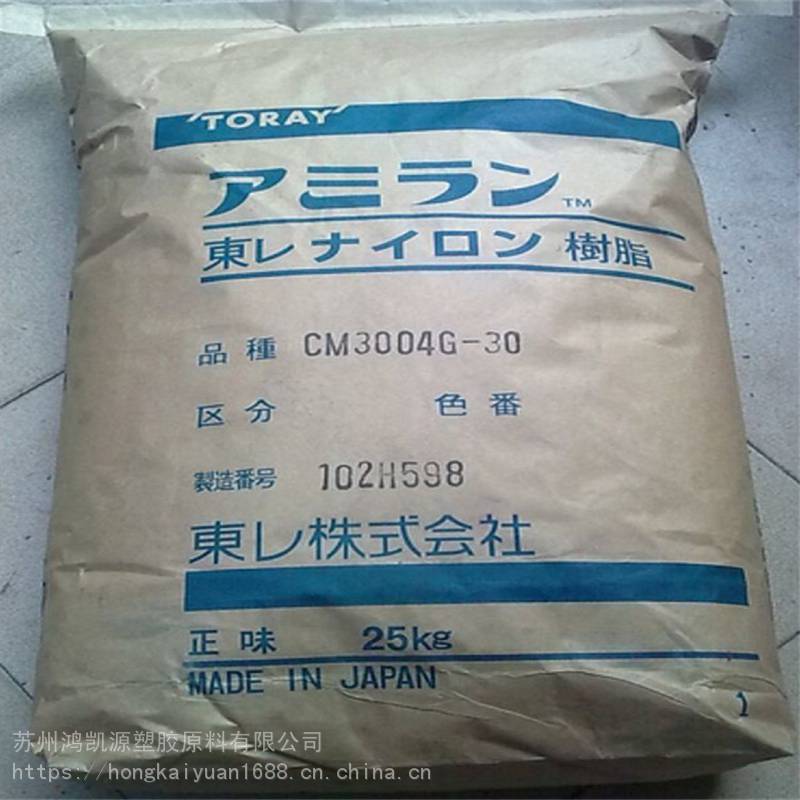 TORAY
アミラン™
東レ ナイロン 樹脂
品種 CM3004G-30
区分 色番
製造番号 102H598
東レ株式会社
正味 25kg
MADE IN JAPAN
1
苏州鸿凯源塑胶原料有限公司
https://hongkaiyuan1688.cn.china.cn/